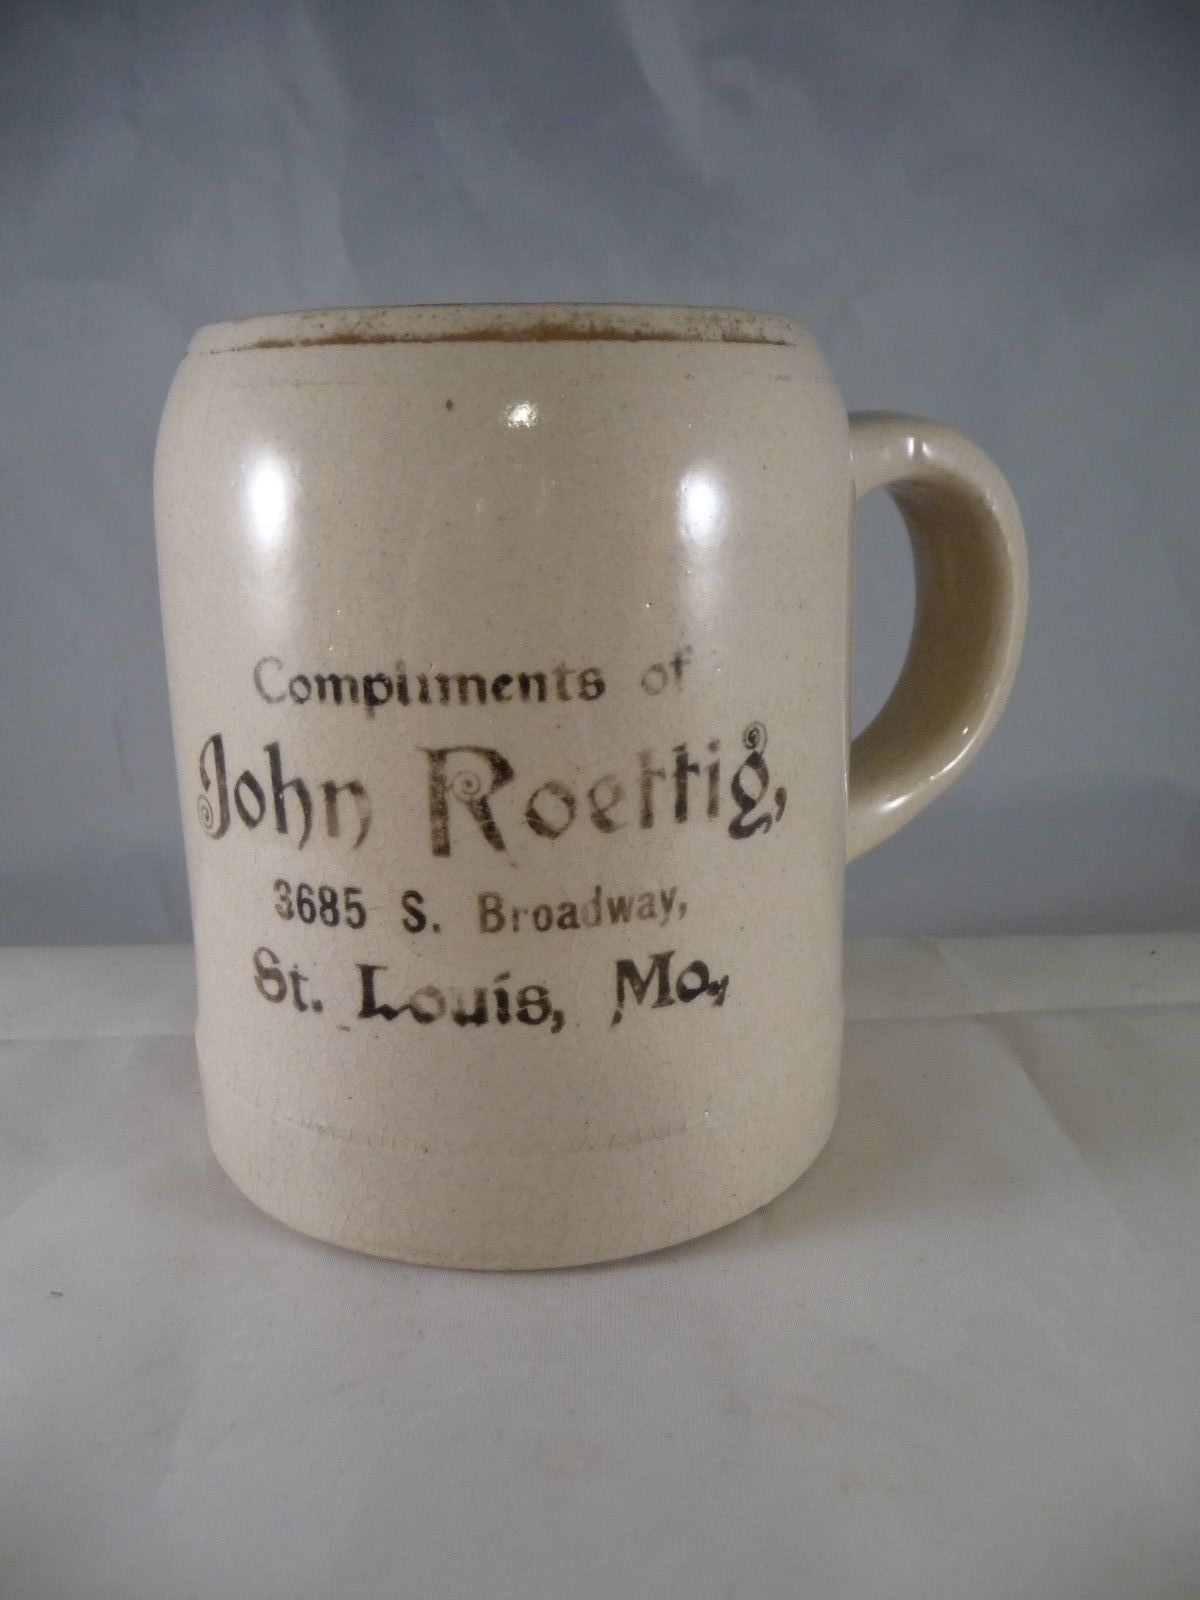 Compliments of
John Roettig,
3685 S. Broadway,
St. Louis, Mo.,